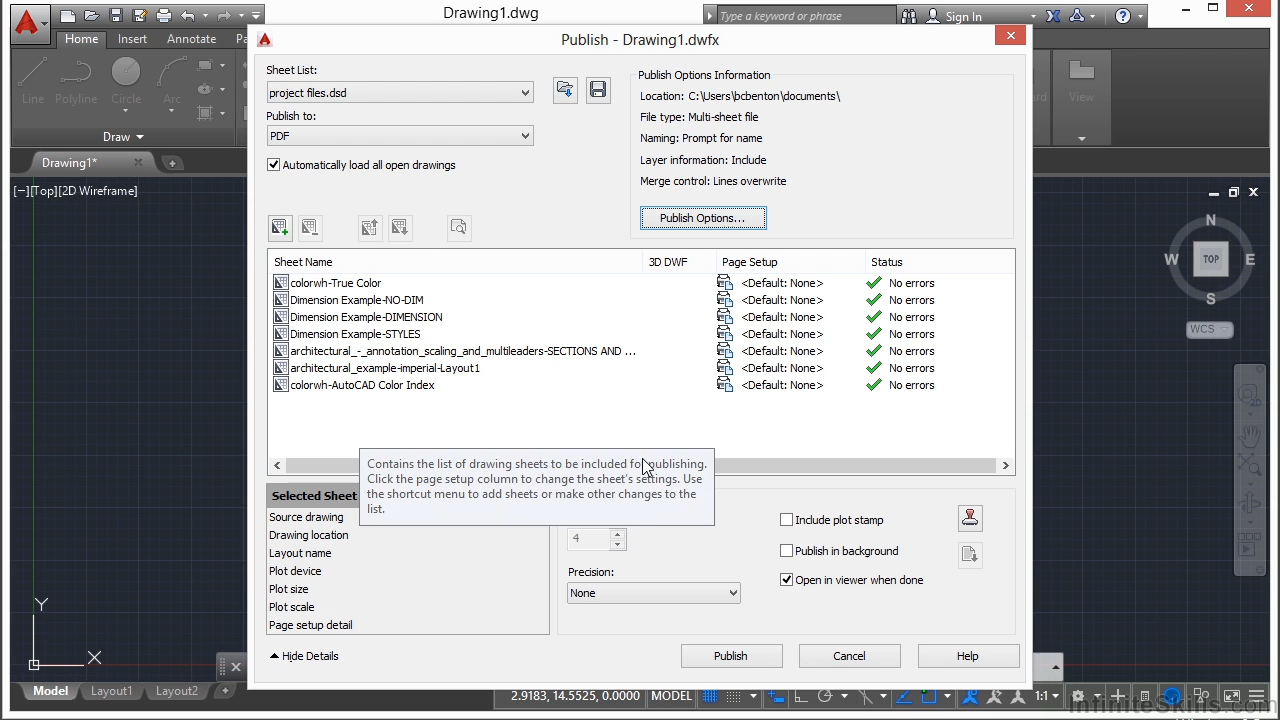 Drawing1.dwg
Type a keyword or phrase
Sign In
Home Insert Annotate Pa
Line Polyline Circle Arc
Draw
View
Drawing1*
[−][Top][2D Wireframe]
N
W TOP E
S
WCS
Publish - Drawing1.dwfx
Sheet List:
project files.dsd
Publish to:
PDF
Automatically load all open drawings
Publish Options Information
Location: C:\Users\bcbenton\documents\
File type: Multi-sheet file
Naming: Prompt for name
Layer information: Include
Merge control: Lines overwrite
Publish Options...
Sheet Name 3D DWF Page Setup Status
colorwh-True Color <Default: None> No errors
Dimension Example-NO-DIM <Default: None> No errors
Dimension Example-DIMENSION <Default: None> No errors
Dimension Example-STYLES <Default: None> No errors
architectural_-_annotation_scaling_and_multileaders-SECTIONS AND ... <Default: None> No errors
architectural_example-imperial-Layout1 <Default: None> No errors
colorwh-AutoCAD Color Index <Default: None> No errors
Contains the list of drawing sheets to be included for publishing.
Click the page setup column to change the sheet's settings. Use
the shortcut menu to add sheets or make other changes to the
list.
Selected Sheet
Source drawing
Drawing location
Layout name
Plot device
Plot size
Plot scale
Page setup detail
4
Precision:
None
Include plot stamp
Publish in background
Open in viewer when done
Hide Details
Publish Cancel Help
Y
X
Model Layout1 Layout2
2.9183, 14.5525, 0.0000 MODEL 1:1
InfiniteSkills.com